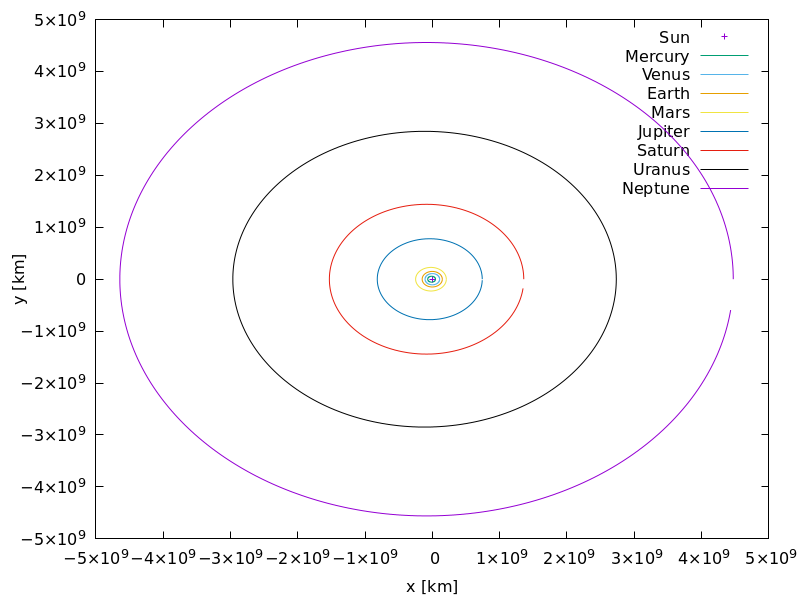 5×10⁹
4×10⁹
3×10⁹
2×10⁹
1×10⁹
0
−1×10⁹
−2×10⁹
−3×10⁹
−4×10⁹
−5×10⁹
y [km]
Sun
Mercury
Venus
Earth
Mars
Jupiter
Saturn
Uranus
Neptune
−5×10⁹ −4×10⁹ −3×10⁹ −2×10⁹ −1×10⁹ 0 1×10⁹ 2×10⁹ 3×10⁹ 4×10⁹ 5×10⁹
x [km]